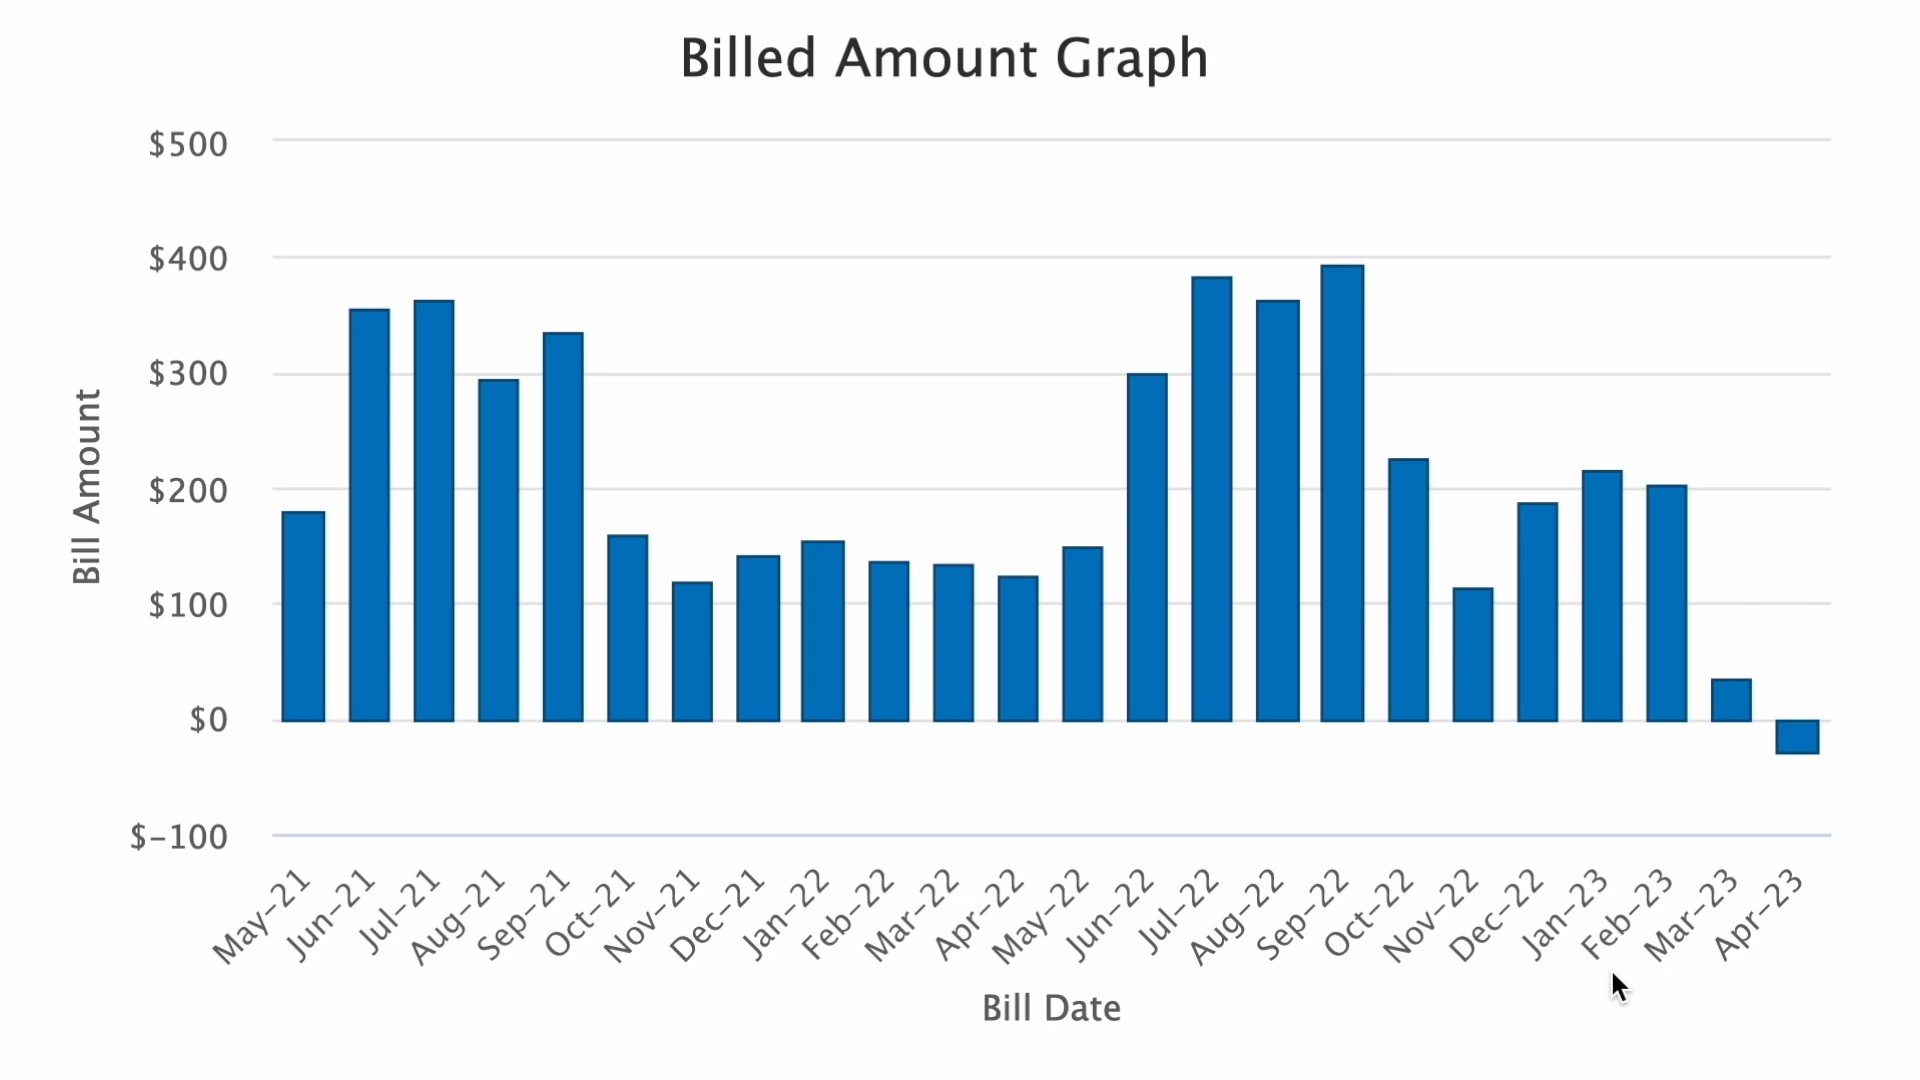 Billed Amount Graph
$500
$400
$300
$200
$100
$0
$-100
Bill Amount
May-21
Jun-21
Jul-21
Aug-21
Sep-21
Oct-21
Nov-21
Dec-21
Jan-22
Feb-22
Mar-22
Apr-22
May-22
Jun-22
Jul-22
Aug-22
Sep-22
Oct-22
Nov-22
Dec-22
Jan-23
Feb-23
Mar-23
Apr-23
Bill Date